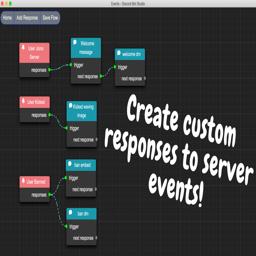 Events - Discord Bot Studio
Home Add Response Save Flow
User Joins Server
responses
Welcome message
trigger
next response
welcome dm
trigger
next response
User Kicked
responses
Kicked waving image
trigger
next response
User Banned
responses
ban embed
trigger
next response
ban dm
trigger
next response
Create custom
responses to server
events!